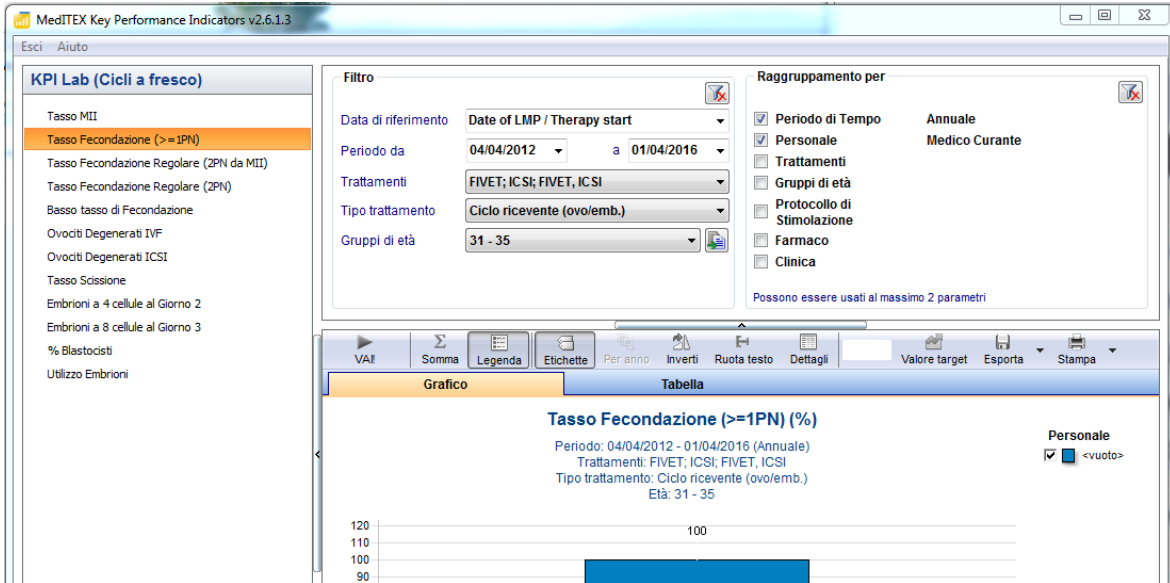 MedITEX Key Performance Indicators v2.6.1.3
Esci Aiuto
KPI Lab (Cicli a fresco)
Tasso MII
Tasso Fecondazione (>=1PN)
Tasso Fecondazione Regolare (2PN da MII)
Tasso Fecondazione Regolare (2PN)
Basso tasso di Fecondazione
Ovociti Degenerati IVF
Ovociti Degenerati ICSI
Tasso Scissione
Embrioni a 4 cellule al Giorno 2
Embrioni a 8 cellule al Giorno 3
% Blastocisti
Utilizzo Embrioni
Filtro
Data di riferimento Date of LMP / Therapy start
Periodo da 04/04/2012 a 01/04/2016
Trattamenti FIVET; ICSI; FIVET, ICSI
Tipo trattamento Ciclo ricevente (ovo/emb.)
Gruppi di età 31 - 35
Raggruppamento per
Periodo di Tempo Annuale
Personale Medico Curante
Trattamenti
Gruppi di età
Protocollo di
Stimolazione
Farmaco
Clinica
Possono essere usati al massimo 2 parametri
VAI! Somma Legenda Etichette Per anno Inverti Ruota testo Dettagli Valore target Esporta Stampa
Grafico Tabella
Tasso Fecondazione (>=1PN) (%)
Periodo: 04/04/2012 - 01/04/2016 (Annuale)
Trattamenti: FIVET; ICSI; FIVET, ICSI
Tipo trattamento: Ciclo ricevente (ovo/emb.)
Età: 31 - 35
Personale
<vuoto>
120
110
100
90
100